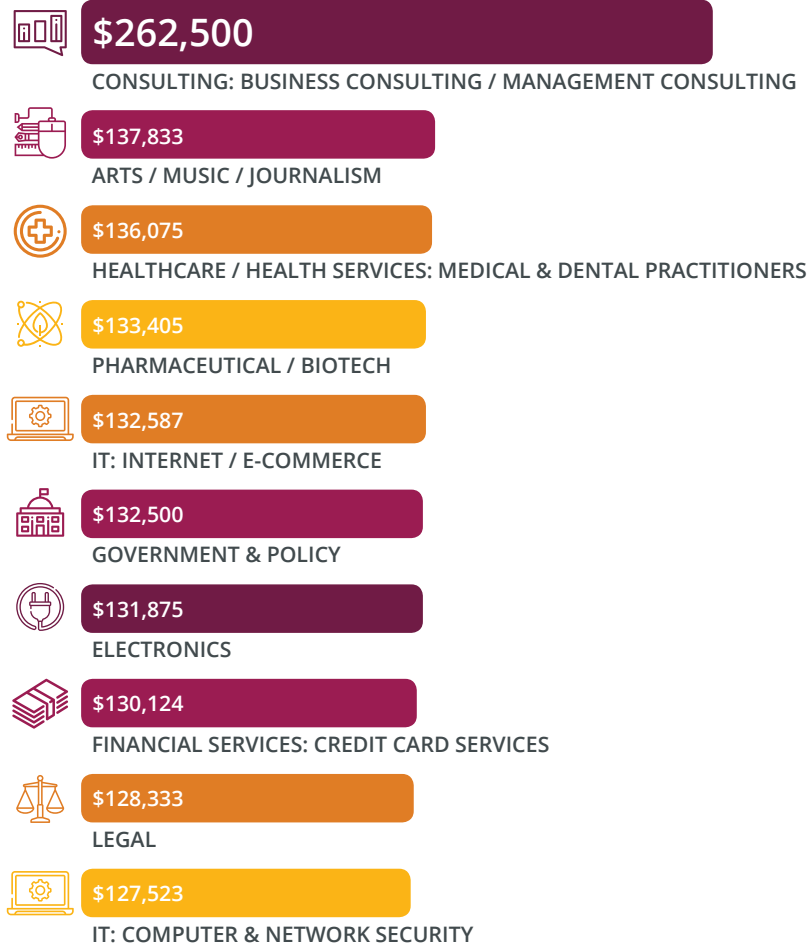 $262,500
CONSULTING: BUSINESS CONSULTING / MANAGEMENT CONSULTING
$137,833
ARTS / MUSIC / JOURNALISM
$136,075
HEALTHCARE / HEALTH SERVICES: MEDICAL & DENTAL PRACTITIONERS
$133,405
PHARMACEUTICAL / BIOTECH
$132,587
IT: INTERNET / E-COMMERCE
$132,500
GOVERNMENT & POLICY
$131,875
ELECTRONICS
$130,124
FINANCIAL SERVICES: CREDIT CARD SERVICES
$128,333
LEGAL
$127,523
IT: COMPUTER & NETWORK SECURITY